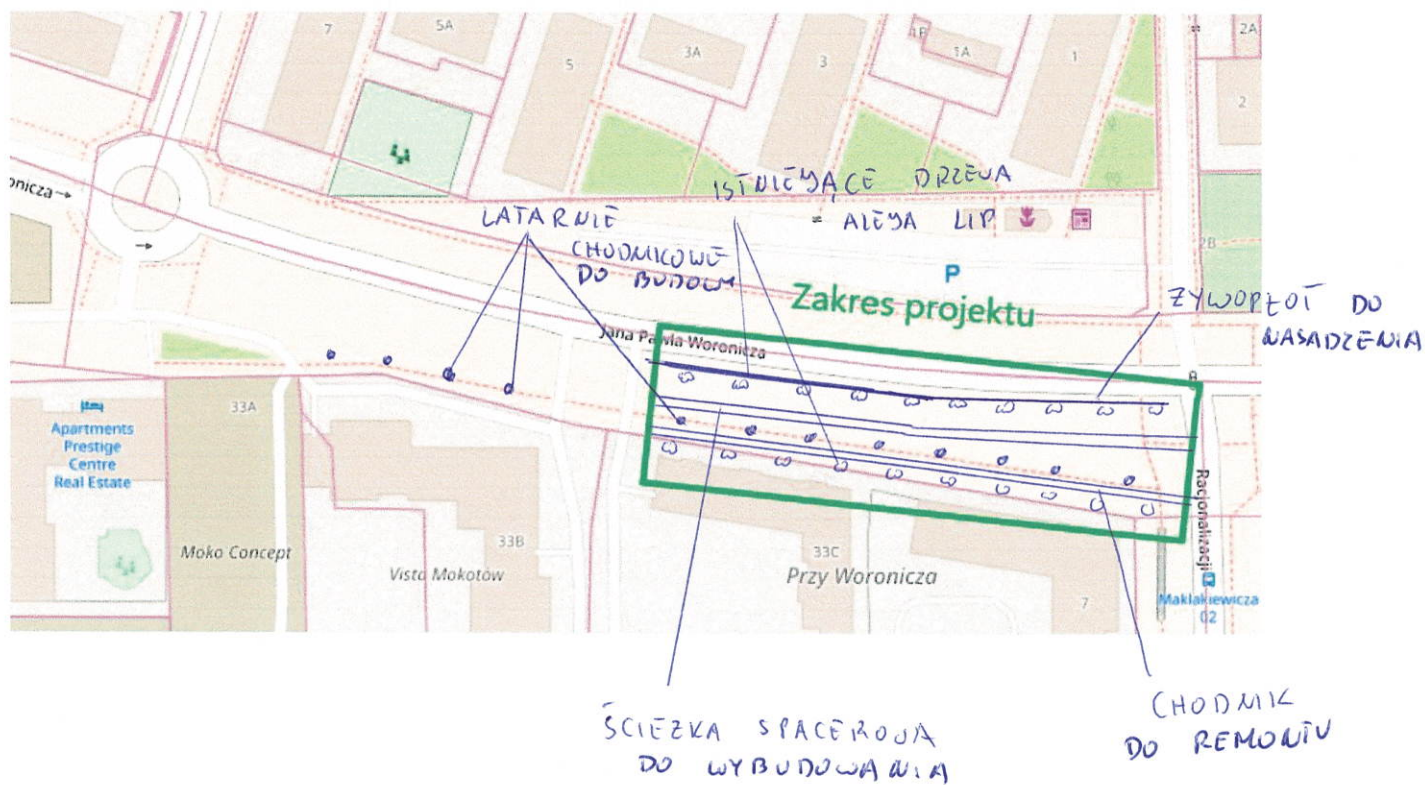 7
5A
5
3A
3
1P
1A
1
2A
2
onicza →
→
ISTNIEJĄCE DRZEWA
= ALEJA LIP
LATARNIE
CHODNIKOWE
DO BUDOWY
P
2B
Zakres projektu
ŻYWOPŁOT DO
NASADZENIA
Jana Pawła Woronicza
33A
Apartments
Prestige
Centre
Real Estate
Moko Concept
33B
Vista Mokotów
33C
Przy Woronicza
7
Racjonalizacji
Maklakiewicza
02
ŚCIEŻKA SPACEROWA
DO WYBUDOWANIA
CHODNIK
DO REMONTU